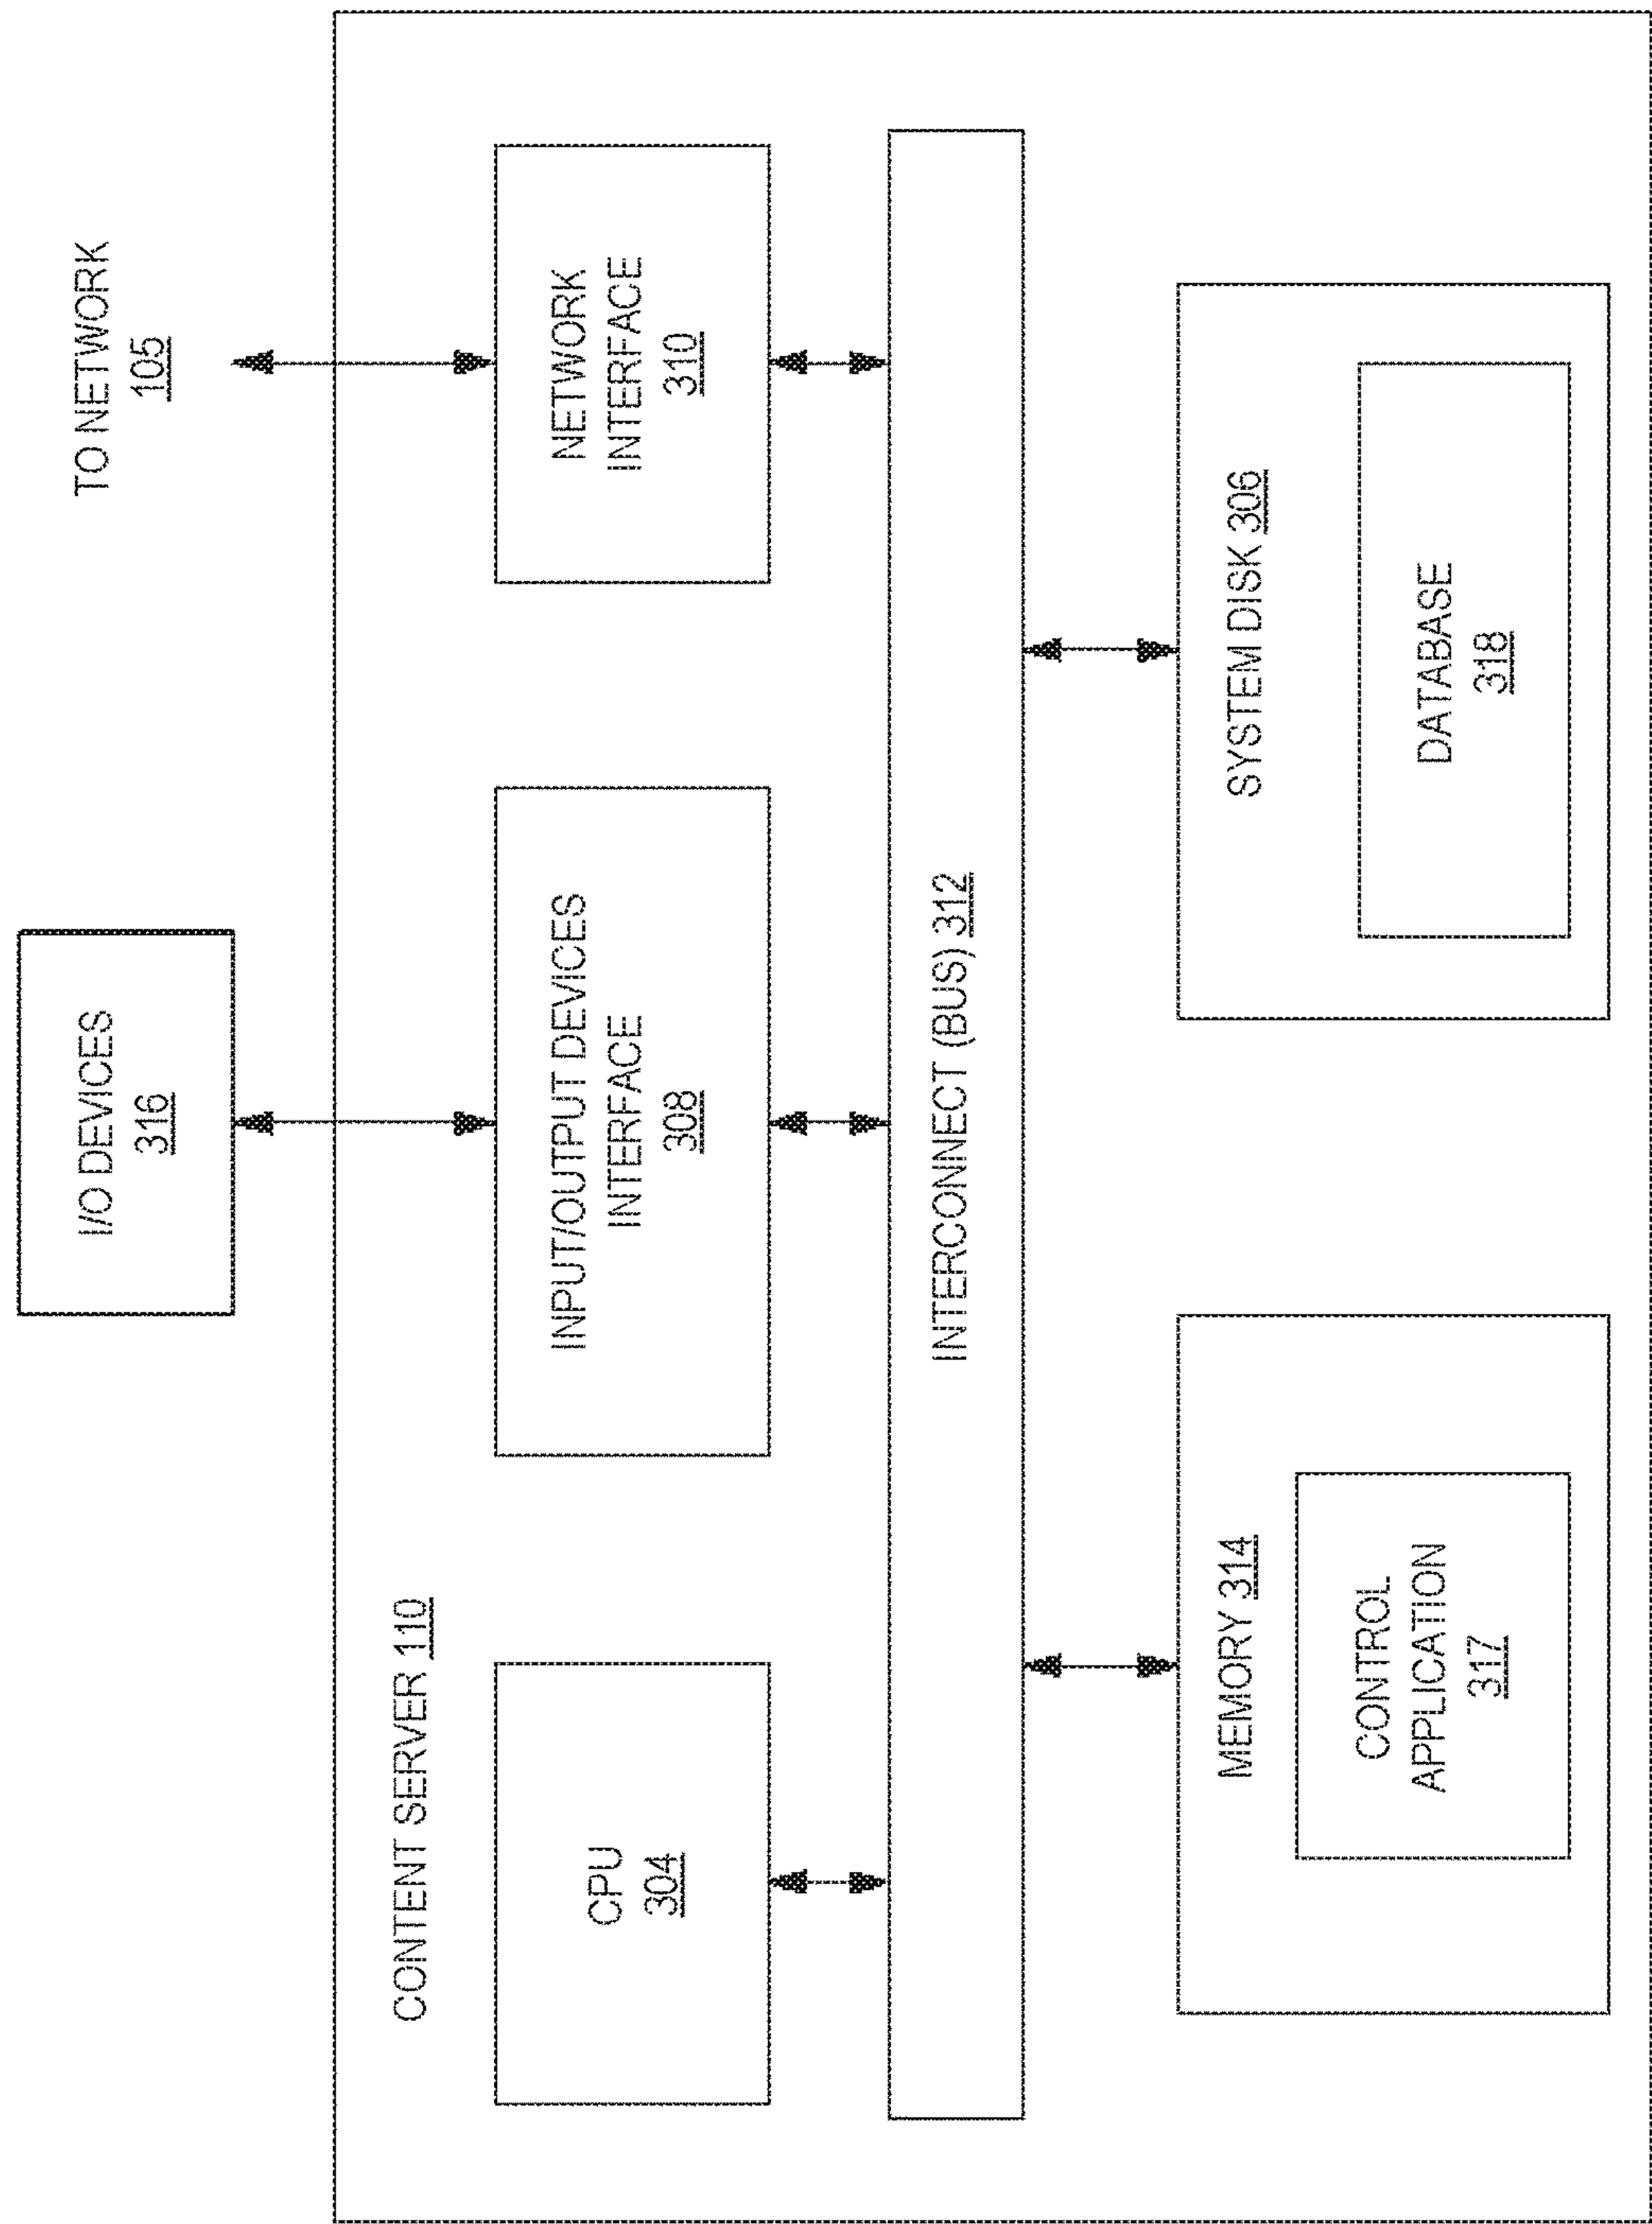 I/O DEVICES
316
TO NETWORK
105
CONTENT SERVER 110
CPU
304
INPUT/OUTPUT DEVICES
INTERFACE
308
NETWORK
INTERFACE
310
INTERCONNECT (BUS) 312
MEMORY 314
CONTROL
APPLICATION
317
SYSTEM DISK 306
DATABASE
318